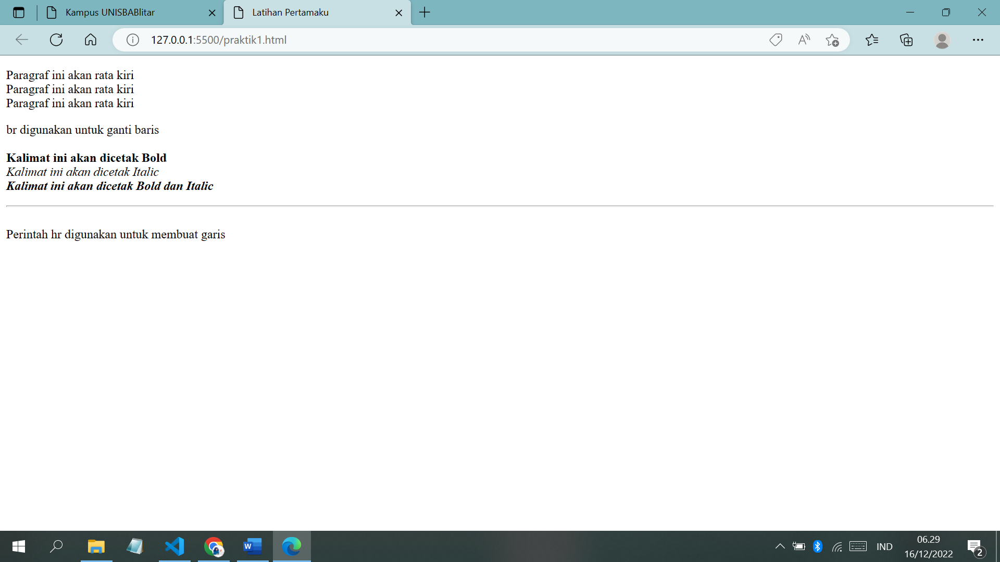 Kampus UNISBABlitar
Latihan Pertamaku
127.0.0.1:5500/praktik1.html
Paragraf ini akan rata kiri
Paragraf ini akan rata kiri
Paragraf ini akan rata kiri
br digunakan untuk ganti baris
Kalimat ini akan dicetak Bold
Kalimat ini akan dicetak Italic
Kalimat ini akan dicetak Bold dan Italic
Perintah hr digunakan untuk membuat garis
IND
06.29
16/12/2022
2